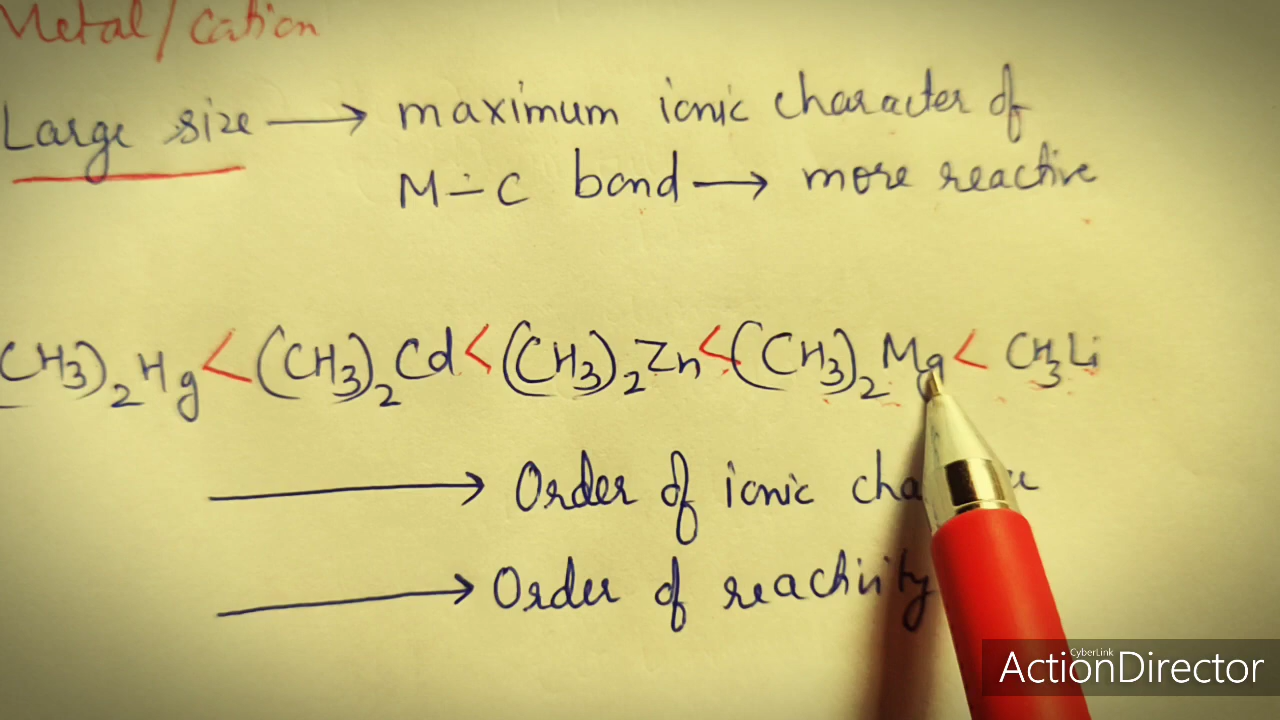 Metal/cation
Large size → maximum ionic character of
M–C bond → more reactive
(CH3)2Hg < (CH3)2Cd < (CH3)2Zn < (CH3)2Mg < CH3Li
→ Order of ionic
→ Order of reactivity
CyberLink
ActionDirector